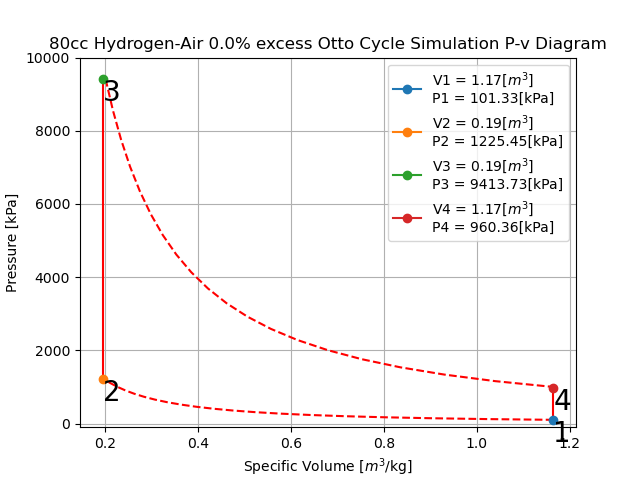 80cc Hydrogen-Air 0.0% excess Otto Cycle Simulation P-v Diagram
10000
8000
6000
4000
2000
0
Pressure [kPa]
3
2
4
1
V1 = 1.17[m³]
P1 = 101.33[kPa]
V2 = 0.19[m³]
P2 = 1225.45[kPa]
V3 = 0.19[m³]
P3 = 9413.73[kPa]
V4 = 1.17[m³]
P4 = 960.36[kPa]
0.2 0.4 0.6 0.8 1.0 1.2
Specific Volume [m³/kg]